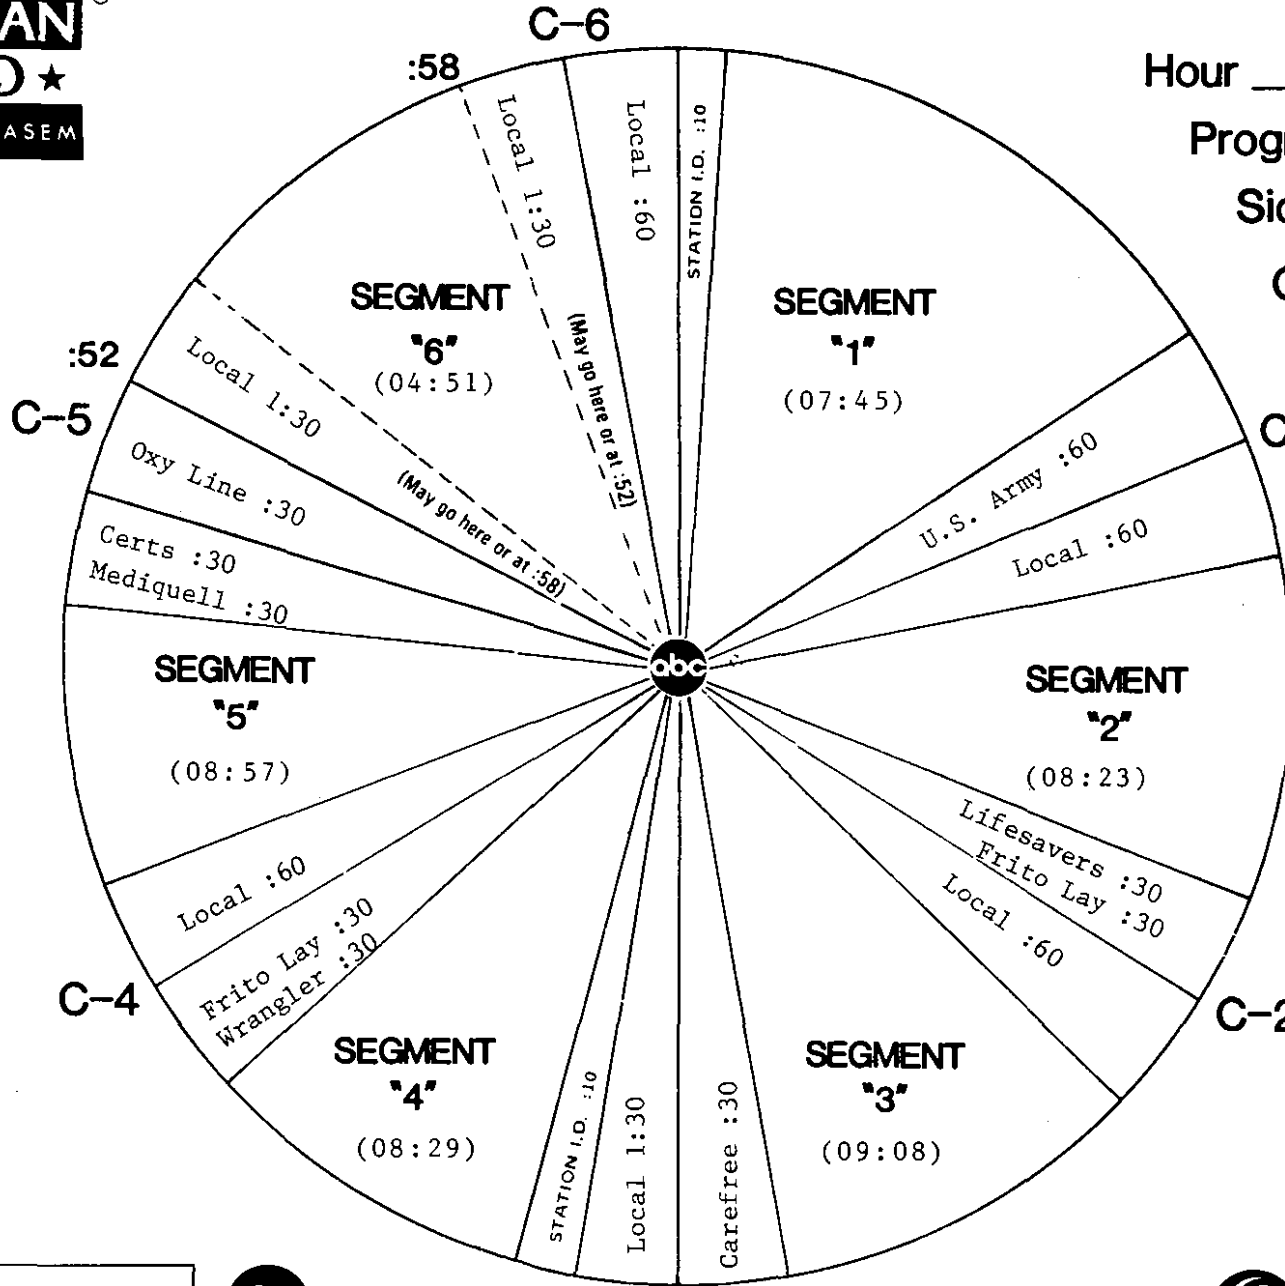 AN
★
ASEM
C-6
:58
Hour
Prog
Local 1:30
(May go here or at :52)
Local :60
STATION I.D. :10
SEGMENT
"1"
(07:45)
U.S. Army :60
Local :60
SEGMENT
"2"
(08:23)
Lifesavers :30
Frito Lay :30
Local :60
C-2
SEGMENT
"3"
(09:08)
Carefree :30
Local 1:30
STATION I.D. :10
SEGMENT
"4"
(08:29)
Frito Lay :30
Wrangler :30
C-4
Local :60
SEGMENT
"5"
(08:57)
Certs :30
Mediquell :30
Oxy Line :30
C-5
:52
Local 1:30
(May go here or at :58)
SEGMENT
"6"
(04:51)
abc